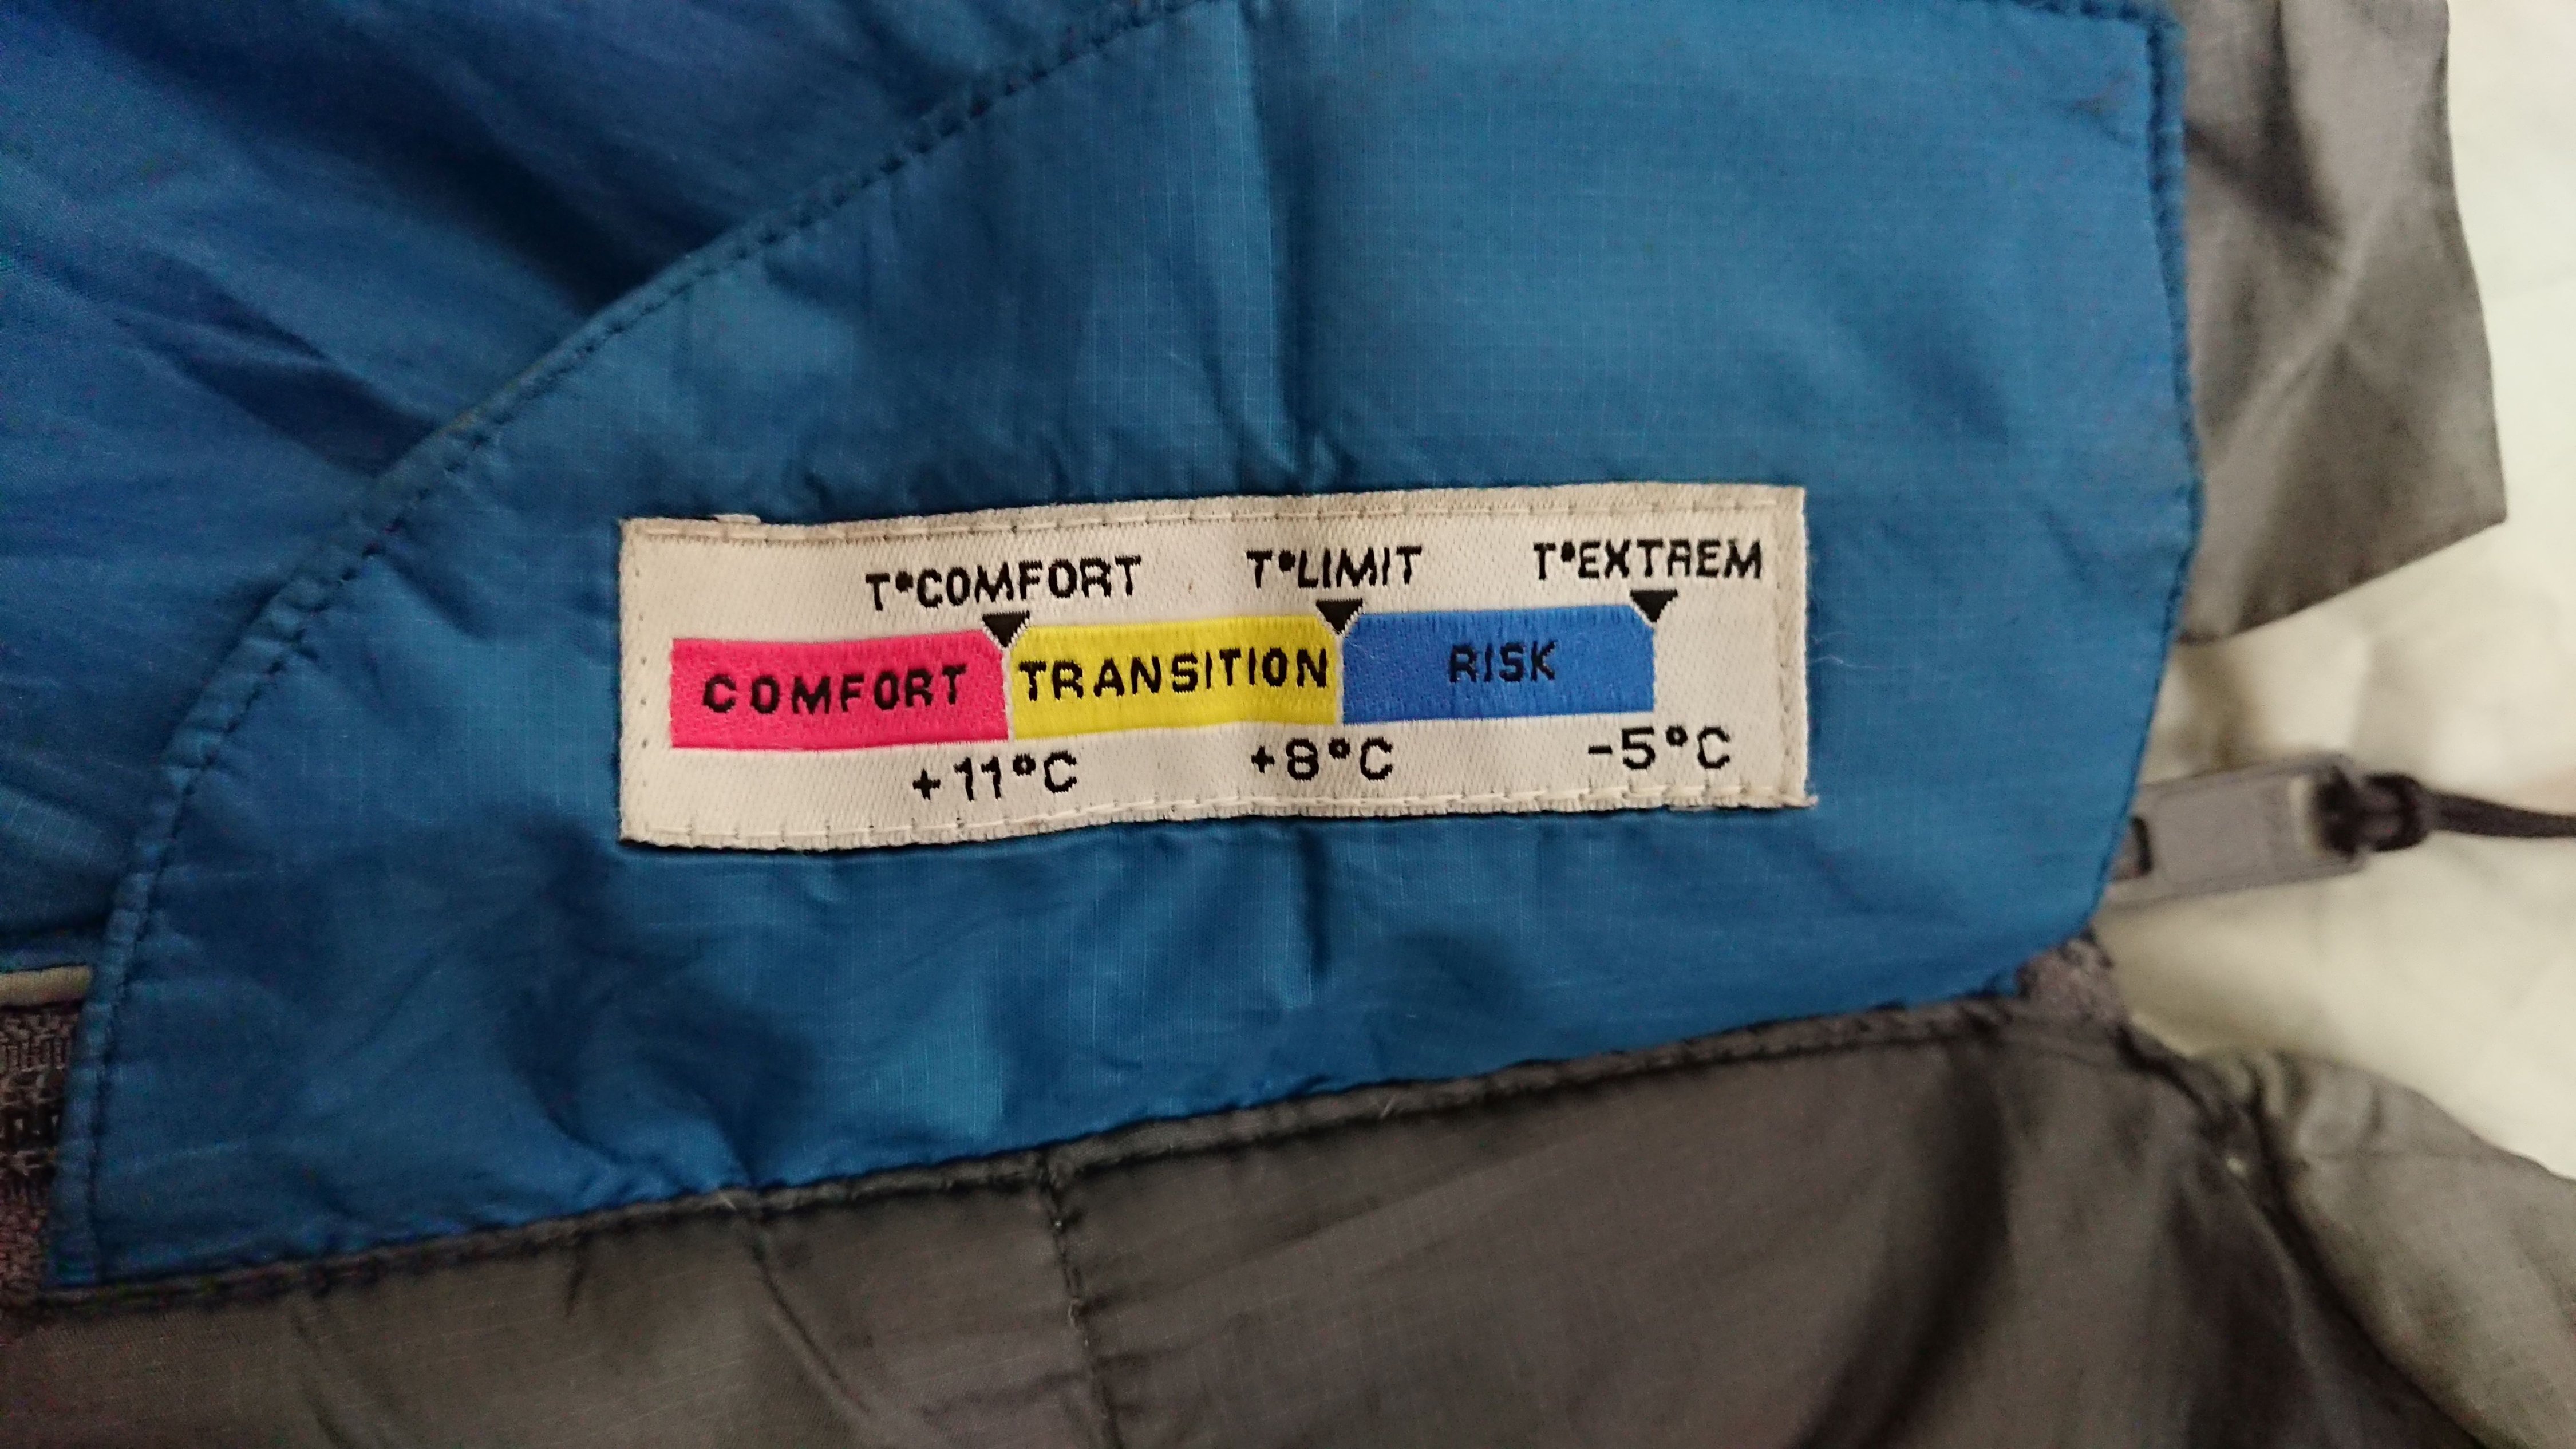 T°COMFORT T°LIMIT T°EXTREM
COMFORT TRANSITION RISK
+11°C +8°C -5°C